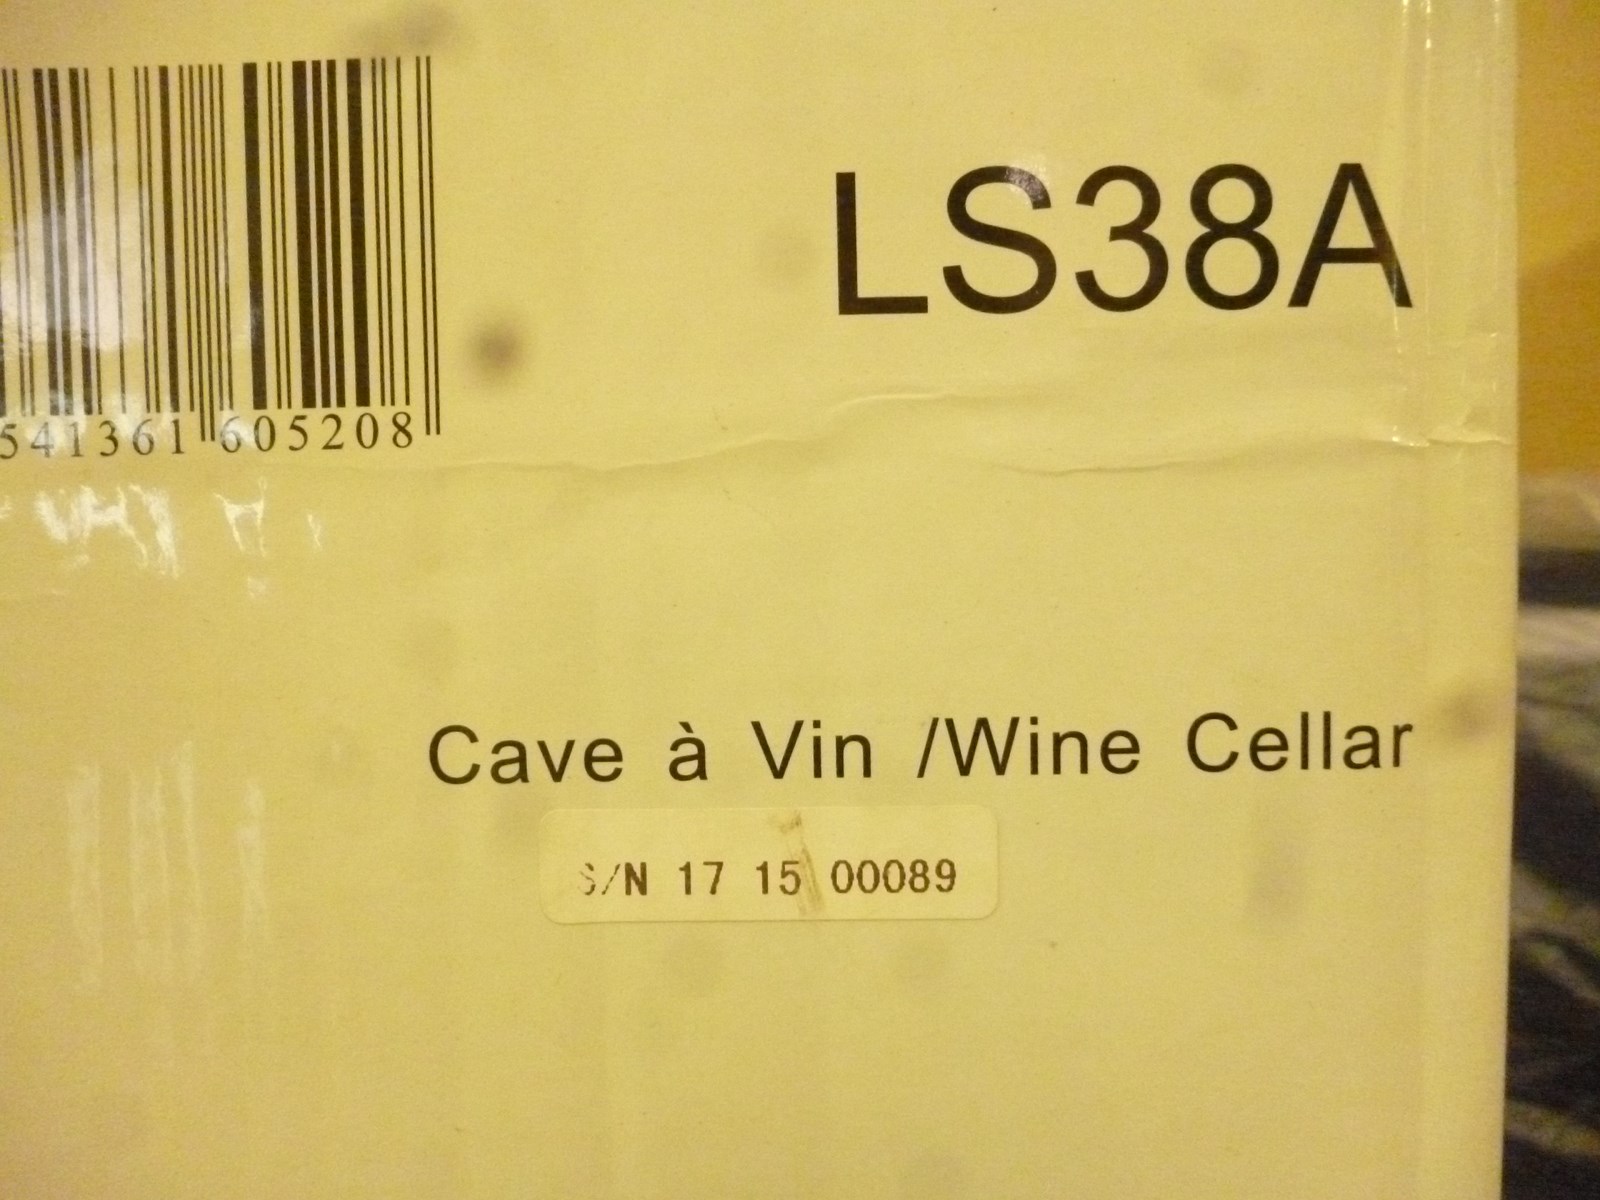 LS38A
541361 605208
Cave à Vin /Wine Cellar
S/N 17 15 00089